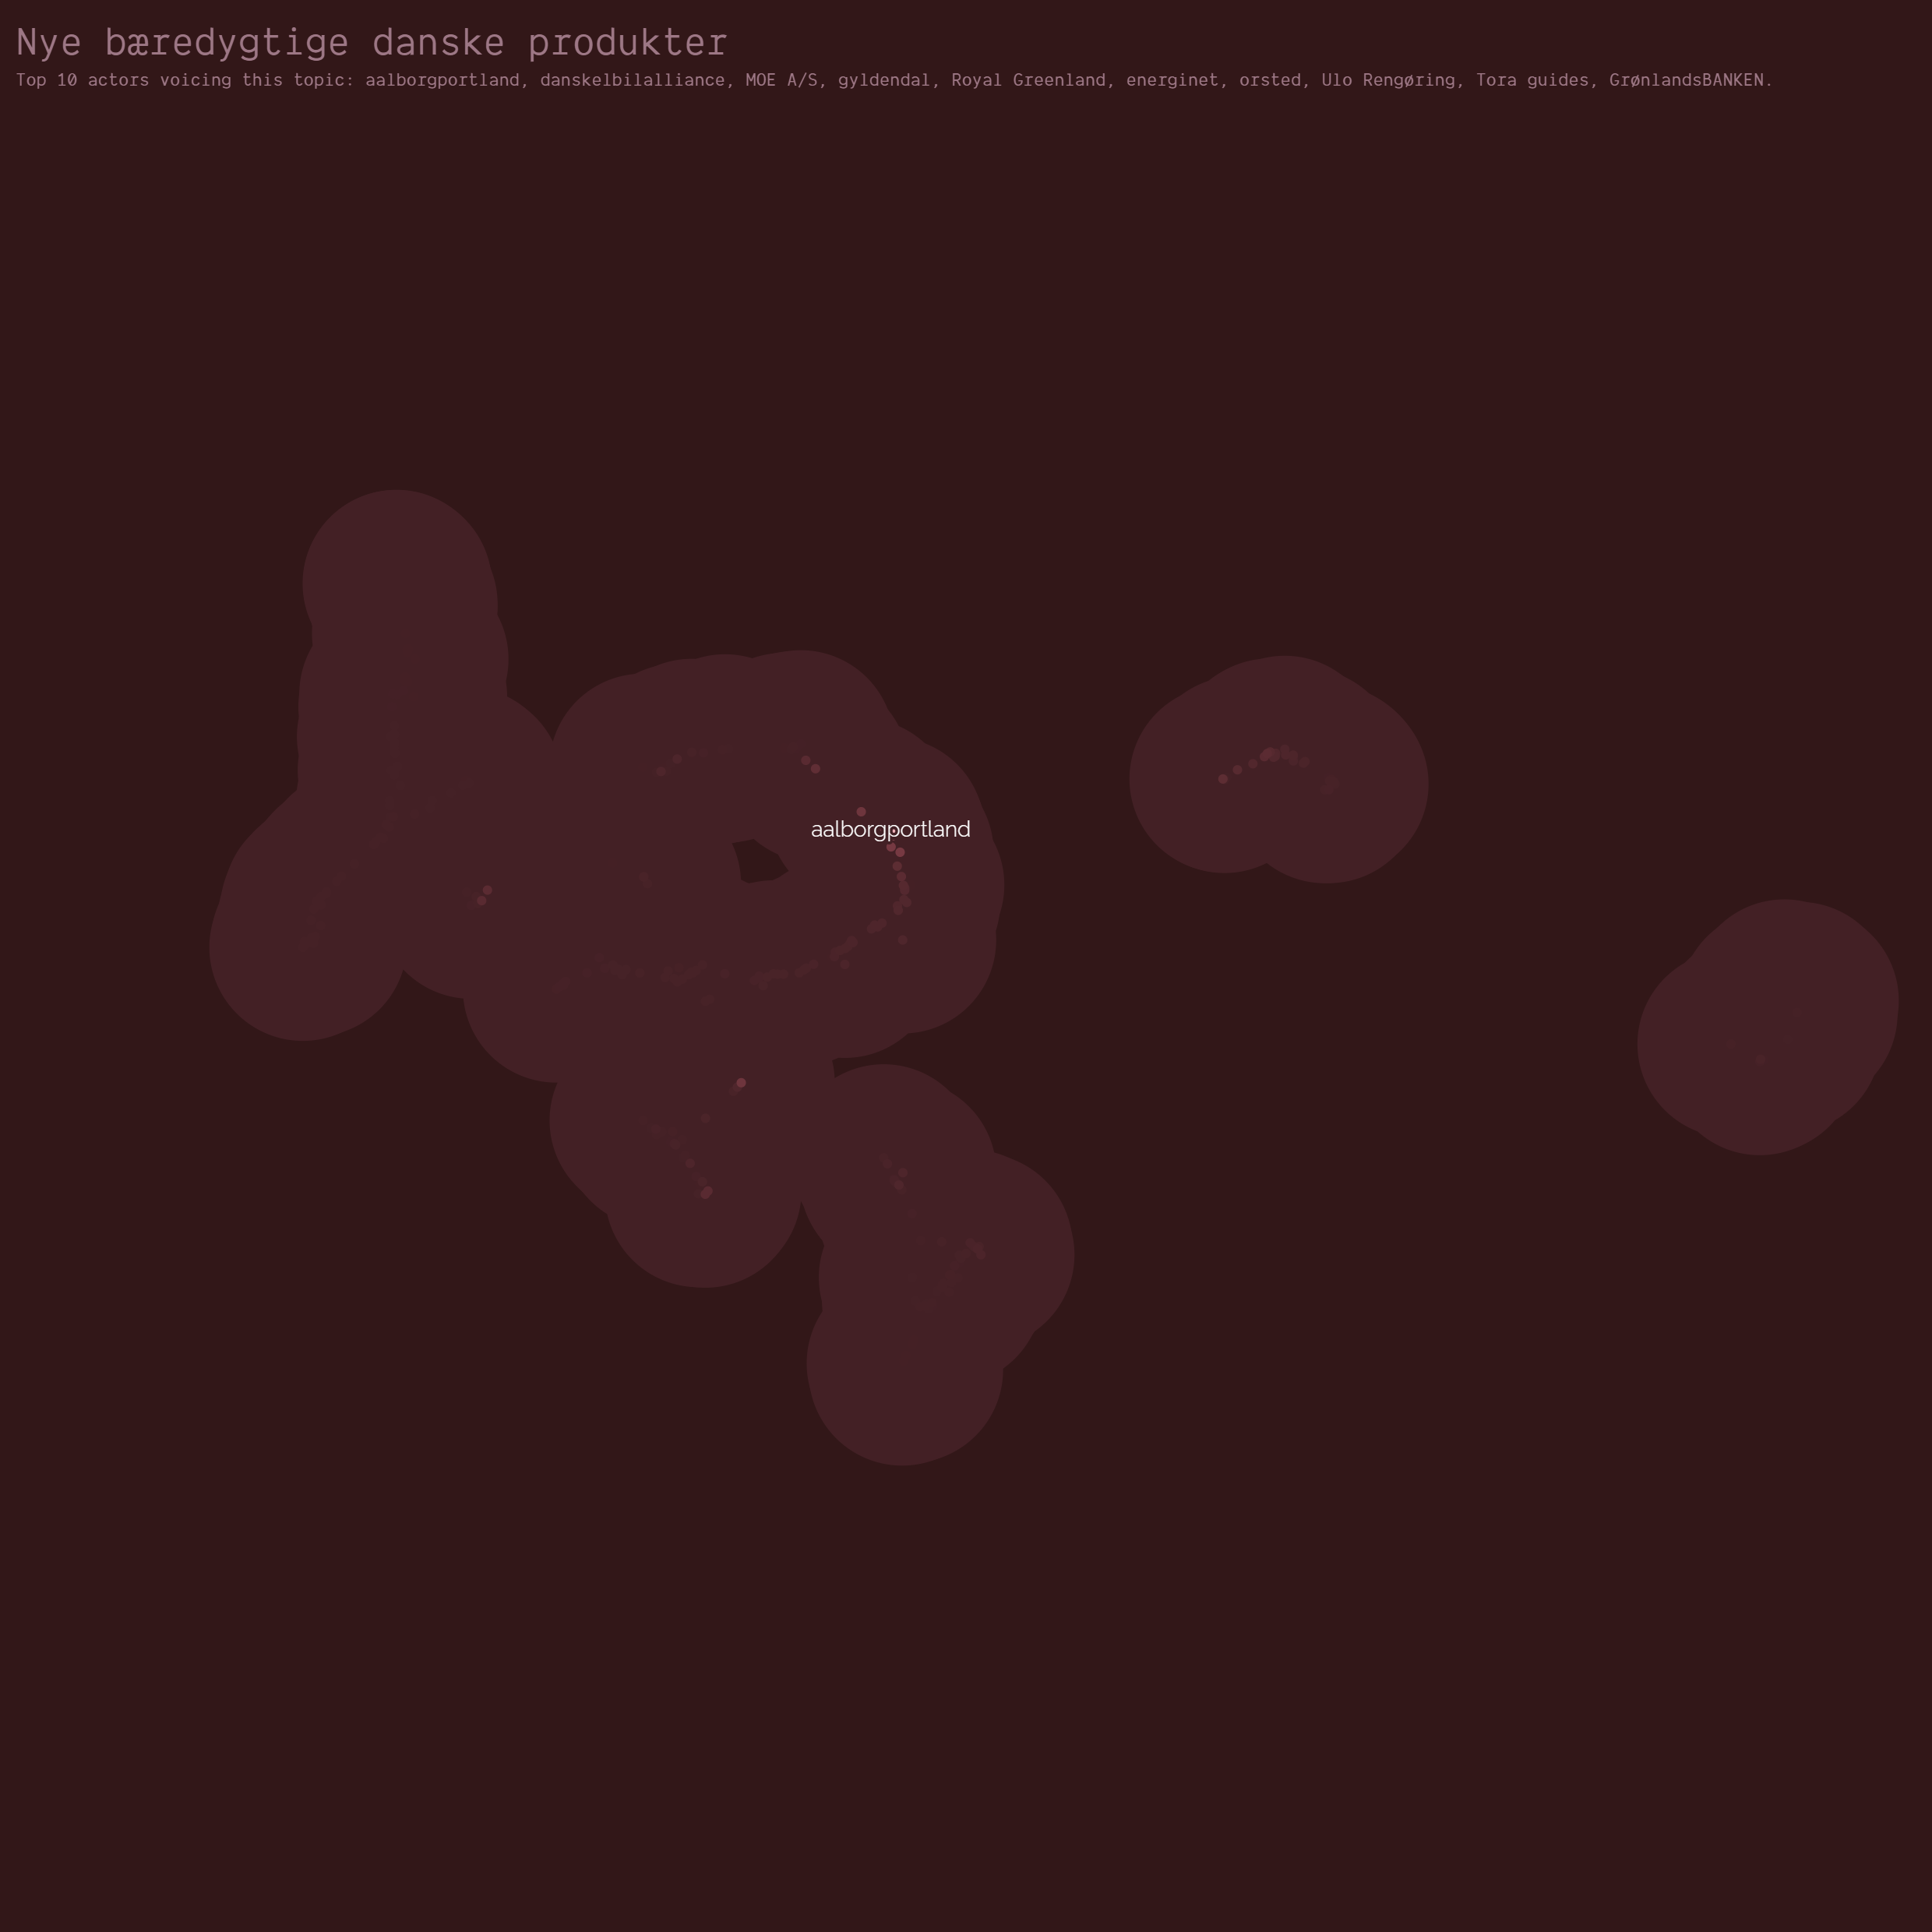 Nye bæredygtige danske produkter
Top 10 actors voicing this topic: aalborgportland, danskelbilalliance, MOE A/S, gyldendal, Royal Greenland, energinet, orsted, Ulo Rengøring, Tora guides, GrønlandsBANKEN.
aalborgportland